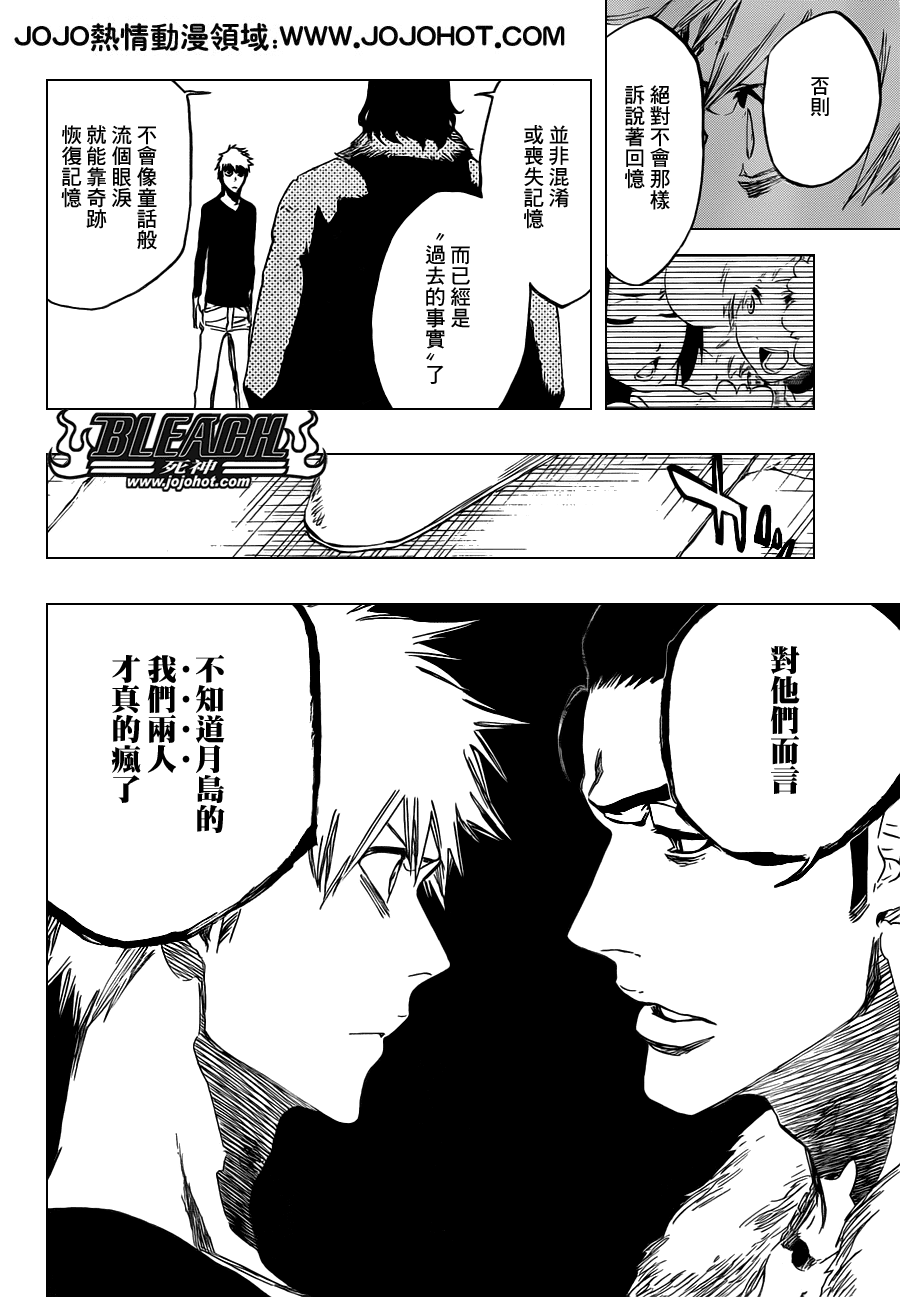 JOJO熱情動漫領域:WWW.JOJOHOT.COM
否則
絕對不會那樣
訴說著回憶
並非混淆
或喪失記憶
而已經是
〝過去的事實〞了
不會像童話般
流個眼淚
就能靠奇跡
恢復記憶
BLEACH
死神
www.jojohot.com
對他們而言
不知道月島的
我們兩人
才真的瘋了